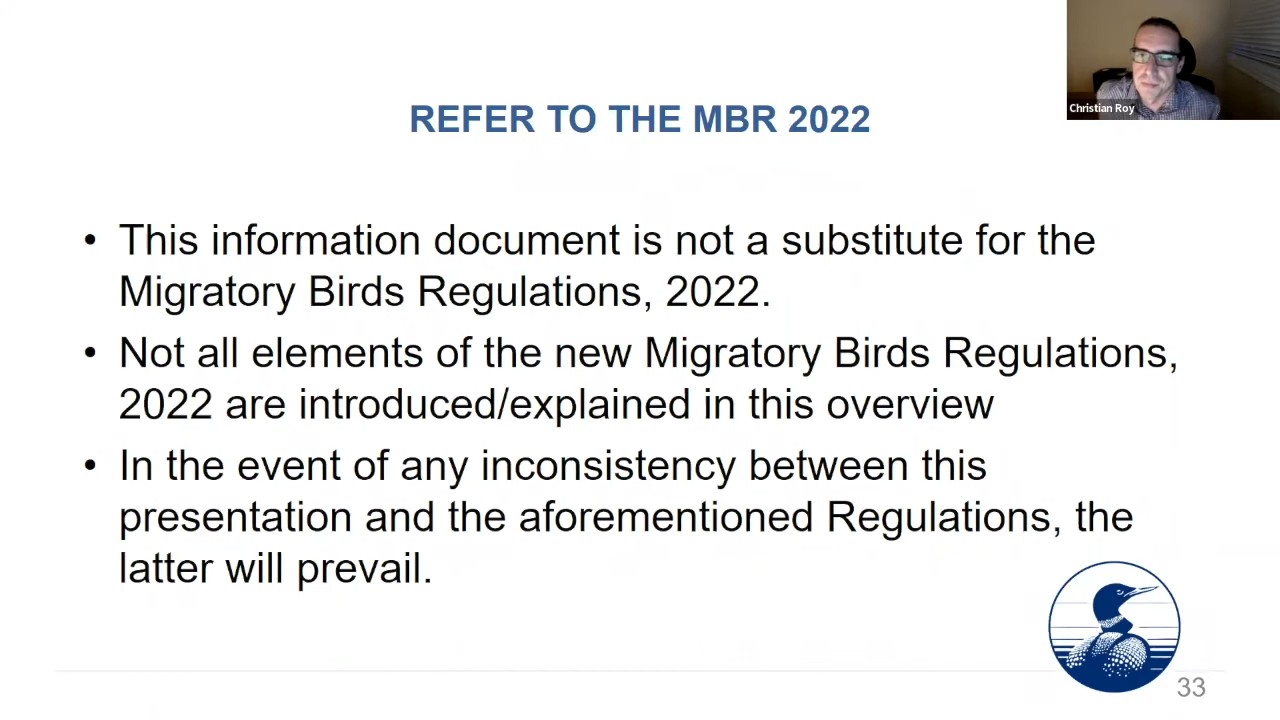 Christian Roy
REFER TO THE MBR 2022
• This information document is not a substitute for the
Migratory Birds Regulations, 2022.
• Not all elements of the new Migratory Birds Regulations,
2022 are introduced/explained in this overview
• In the event of any inconsistency between this
presentation and the aforementioned Regulations, the
latter will prevail.
33